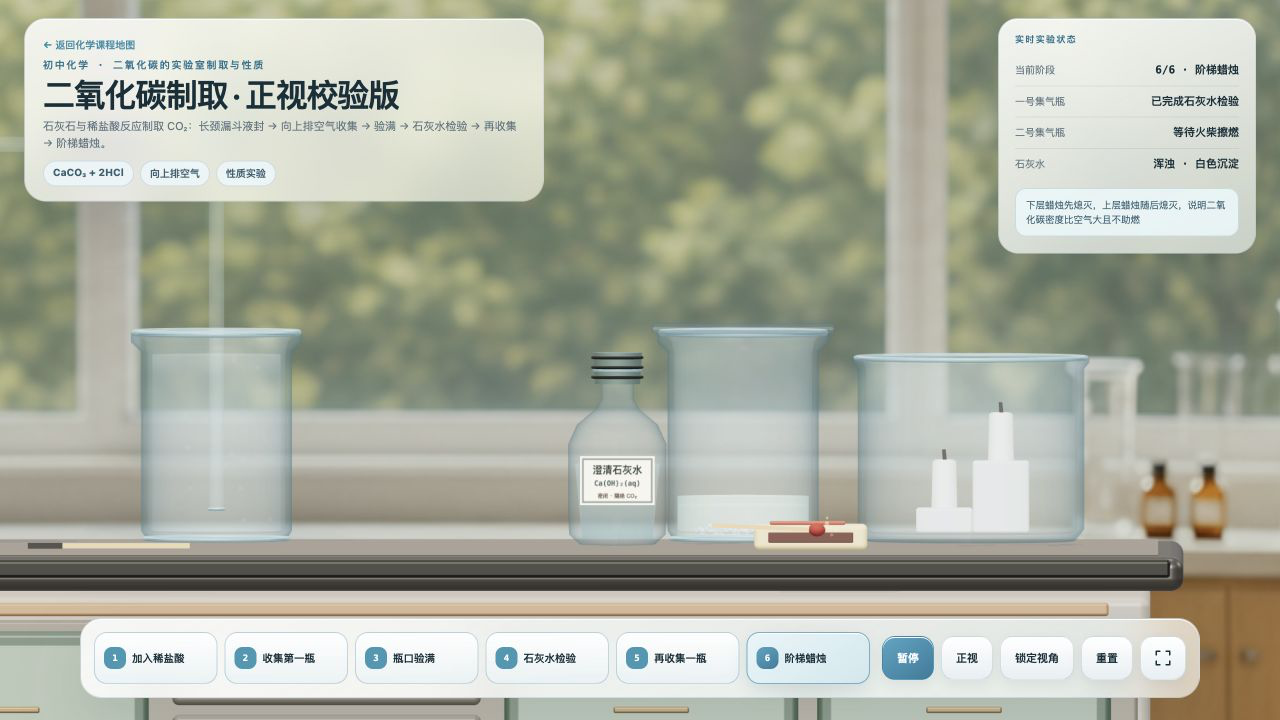 ← 返回化学课程地图
初中化学 · 二氧化碳的实验室制取与性质
二氧化碳制取·正视校验版
石灰石与稀盐酸反应制取 CO₂：长颈漏斗液封 → 向上排空气收集 → 验满 → 石灰水检验 → 再收集
→ 阶梯蜡烛。
CaCO₃ + 2HCl
向上排空气
性质实验
实时实验状态
当前阶段 6/6 · 阶梯蜡烛
一号集气瓶 已完成石灰水检验
二号集气瓶 等待火柴擦燃
石灰水 浑浊 · 白色沉淀
下层蜡烛先熄灭，上层蜡烛随后熄灭，说明二氧
化碳密度比空气大且不助燃
澄清石灰水
Ca(OH)₂(aq)
密闭 · 隔绝 CO₂
1 加入稀盐酸
2 收集第一瓶
3 瓶口验满
4 石灰水检验
5 再收集一瓶
6 阶梯蜡烛
暂停
正视
锁定视角
重置